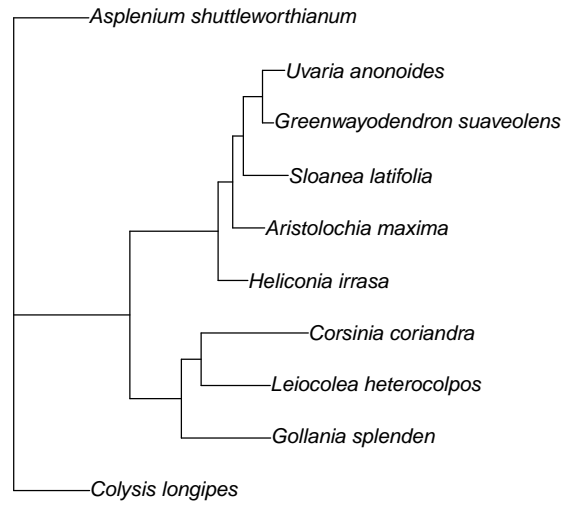 Asplenium shuttleworthianum
Uvaria anonoides
Greenwayodendron suaveolens
Sloanea latifolia
Aristolochia maxima
Heliconia irrasa
Corsinia coriandra
Leiocolea heterocolpos
Gollania splenden
Colysis longipes